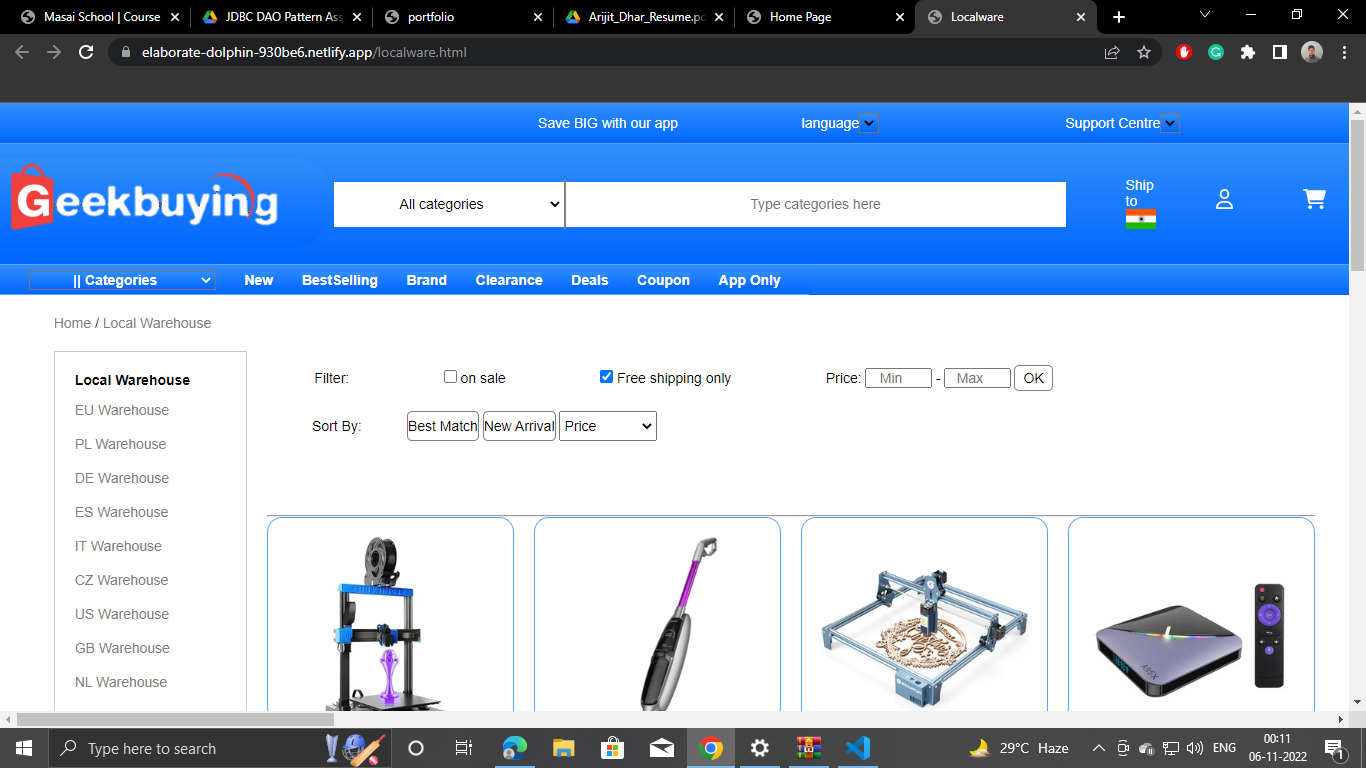 Masai School | Course
JDBC DAO Pattern Ass
portfolio
Arijit_Dhar_Resume.pd
Home Page
Localware
elaborate-dolphin-930be6.netlify.app/localware.html
Save BIG with our app
language
Support Centre
Geekbuying
All categories
Type categories here
Ship
to
|| Categories
New
BestSelling
Brand
Clearance
Deals
Coupon
App Only
Home / Local Warehouse
Local Warehouse
EU Warehouse
PL Warehouse
DE Warehouse
ES Warehouse
IT Warehouse
CZ Warehouse
US Warehouse
GB Warehouse
NL Warehouse
Filter:
on sale
Free shipping only
Price: Min - Max OK
Sort By:
Best Match
New Arrival
Price
A95X
Type here to search
29°C Haze
ENG
00:11
06-11-2022
1